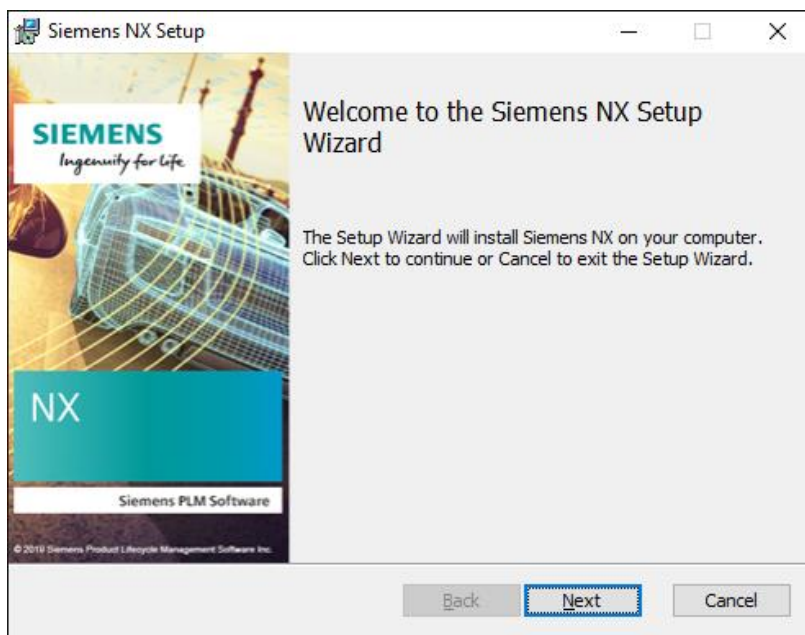 Siemens NX Setup
SIEMENS
Ingenuity for life
NX
Siemens PLM Software
© 2019 Siemens Product Lifecycle Management Software Inc.
Welcome to the Siemens NX Setup
Wizard
The Setup Wizard will install Siemens NX on your computer.
Click Next to continue or Cancel to exit the Setup Wizard.
Back
Next
Cancel